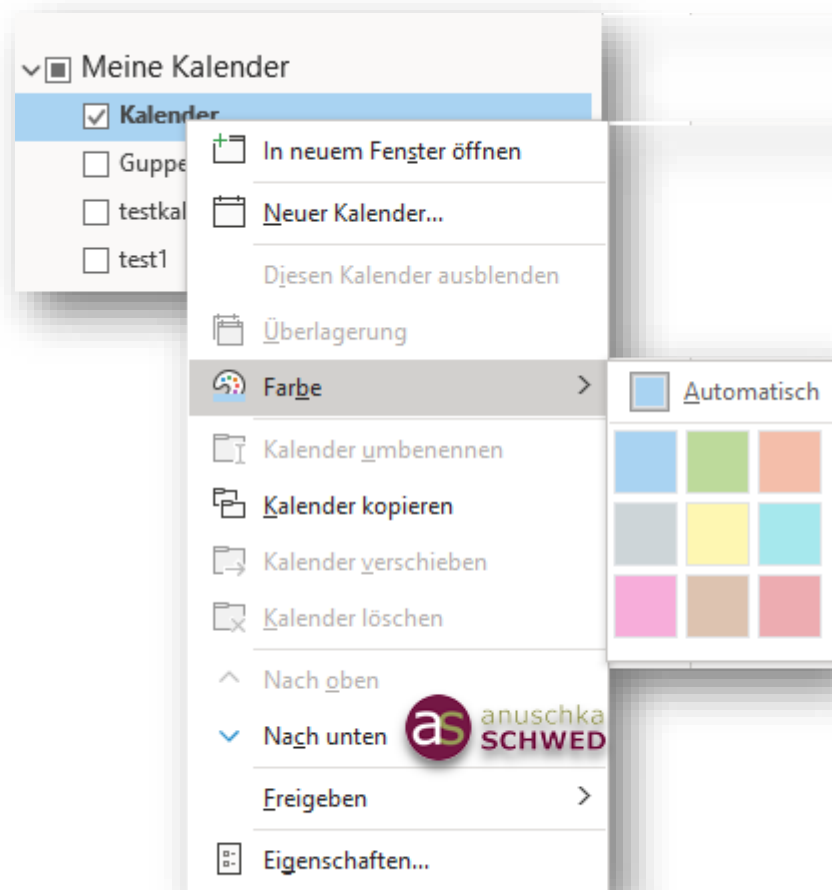 Meine Kalender
Kalender
Guppe
testkal
test1
In neuem Fenster öffnen
Neuer Kalender...
Diesen Kalender ausblenden
Überlagerung
Farbe
Automatisch
Kalender umbenennen
Kalender kopieren
Kalender verschieben
Kalender löschen
Nach oben
Nach unten
as anuschka
SCHWED
Freigeben
Eigenschaften...